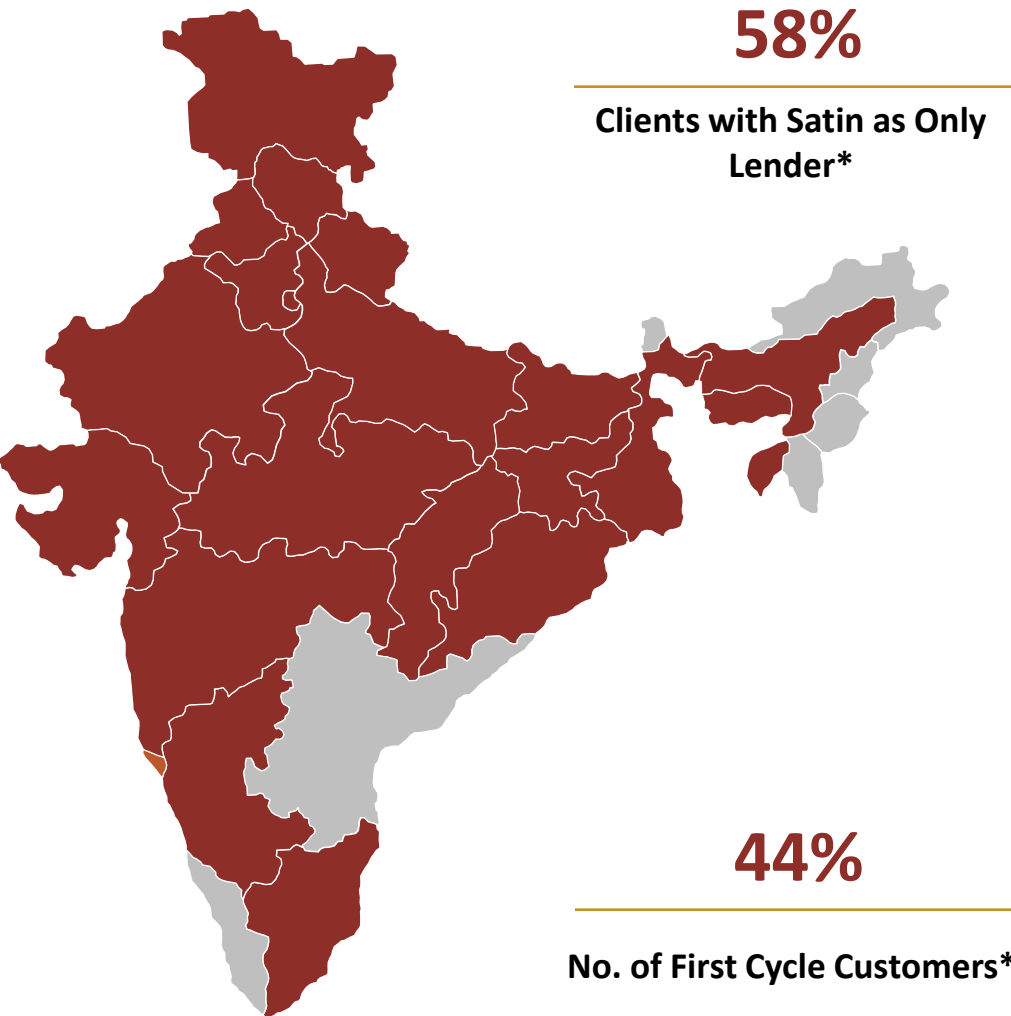 58%
Clients with Satin as Only
Lender*
44%
No. of First Cycle Customers*